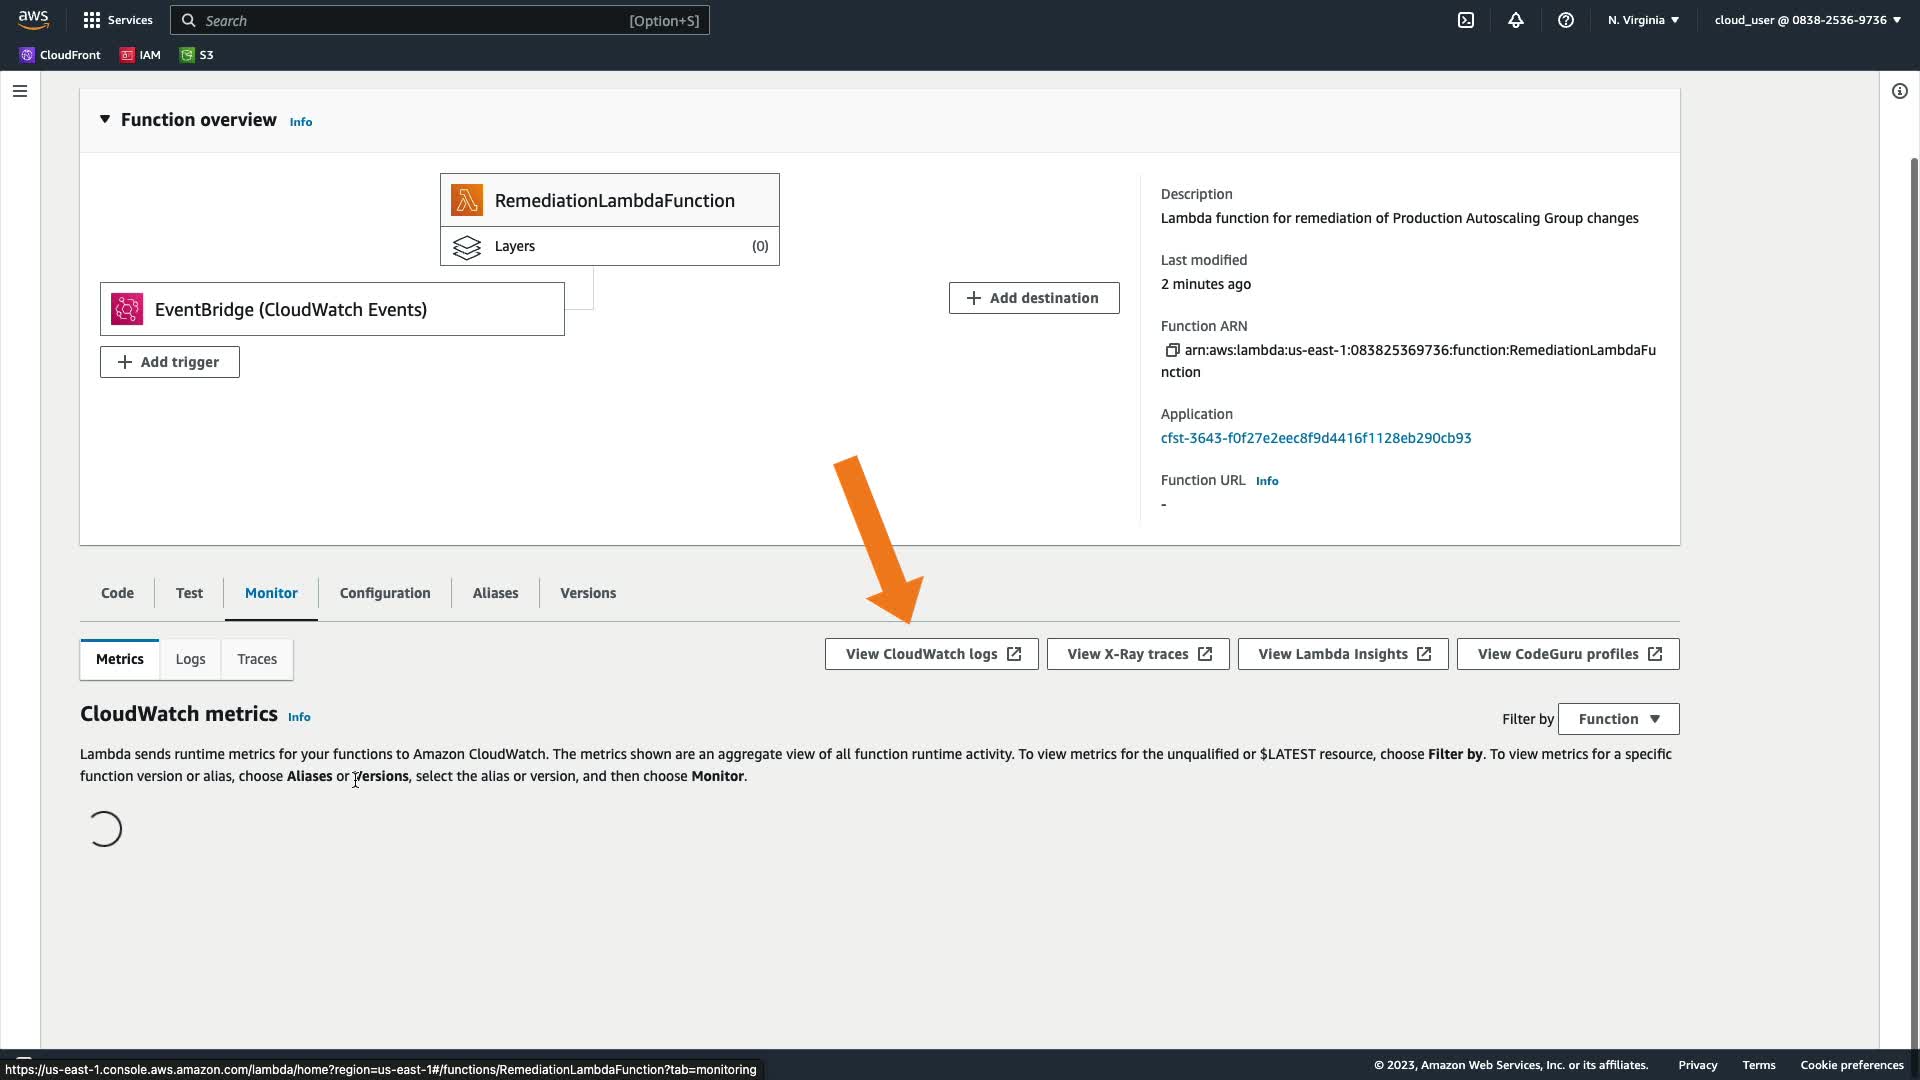 aws
Services
Search
[Option+S]
N. Virginia
cloud_user @ 0838-2536-9736
CloudFront
IAM
S3
Function overview
Info
RemediationLambdaFunction
Layers
(0)
EventBridge (CloudWatch Events)
Add trigger
Add destination
Description
Lambda function for remediation of Production Autoscaling Group changes
Last modified
2 minutes ago
Function ARN
arn:aws:lambda:us-east-1:083825369736:function:RemediationLambdaFu
nction
Application
cfst-3643-f0f27e2eec8f9d4416f1128eb290cb93
Function URL Info
-
Code
Test
Monitor
Configuration
Aliases
Versions
Metrics
Logs
Traces
View CloudWatch logs
View X-Ray traces
View Lambda Insights
View CodeGuru profiles
CloudWatch metrics Info
Filter by
Function
Lambda sends runtime metrics for your functions to Amazon CloudWatch. The metrics shown are an aggregate view of all function runtime activity. To view metrics for the unqualified or $LATEST resource, choose Filter by. To view metrics for a specific
function version or alias, choose Aliases or Versions, select the alias or version, and then choose Monitor.
https://us-east-1.console.aws.amazon.com/lambda/home?region=us-east-1#/functions/RemediationLambdaFunction?tab=monitoring
© 2023, Amazon Web Services, Inc. or its affiliates.
Privacy
Terms
Cookie preferences